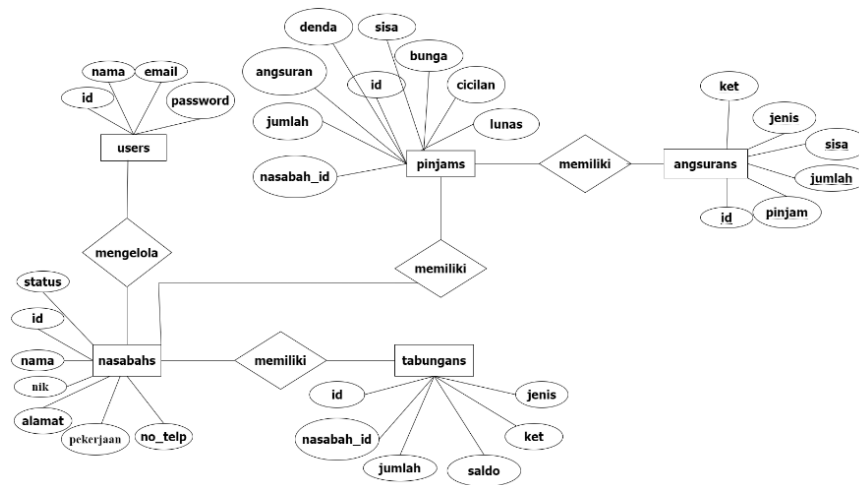 denda
sisa
bunga
nama
email
angsuran
id
cicilan
id
password
jumlah
lunas
users
nasabah_id
pinjams
memiliki
angsurans
ket
jenis
sisa
jumlah
id
pinjam
mengelola
memiliki
status
id
nama
nasabahs
memiliki
tabungans
nik
alamat
pekerjaan
no_telp
id
jenis
nasabah_id
ket
jumlah
saldo